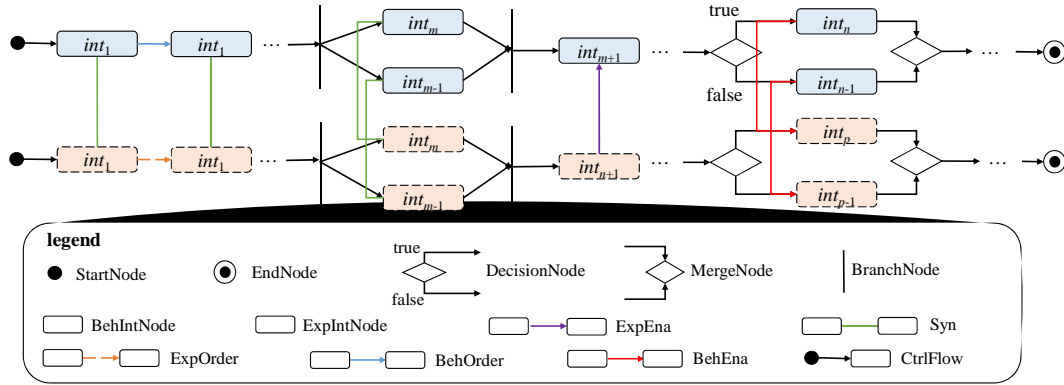 true
int1 int1 ... intm ... intn ...
intm+1
intm-1 false intn-1
int1 int1 ... intm ... intp ...
intn+1
intm-1 intp-1
legend
true
StartNode EndNode DecisionNode MergeNode BranchNode
false
BehIntNode ExpIntNode ExpEna Syn
ExpOrder BehOrder BehEna CtrlFlow